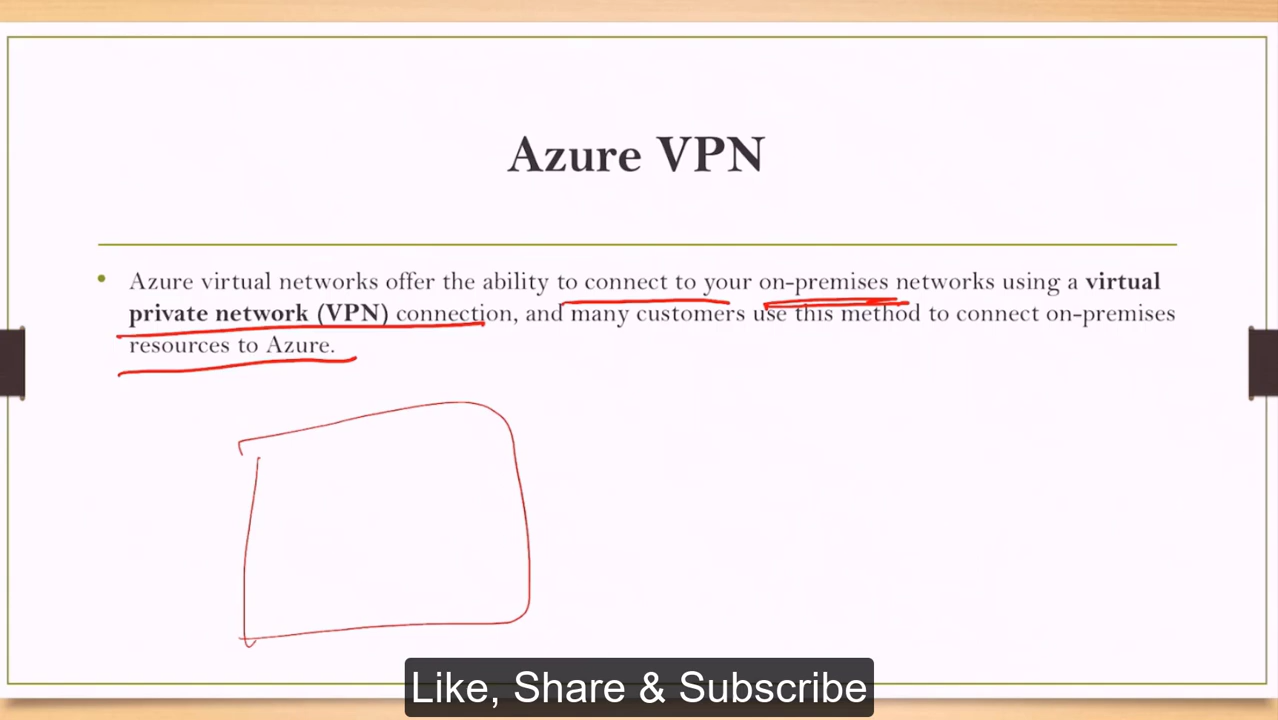 Azure VPN
• Azure virtual networks offer the ability to connect to your on-premises networks using a virtual
private network (VPN) connection, and many customers use this method to connect on-premises
resources to Azure.
Like, Share & Subscribe